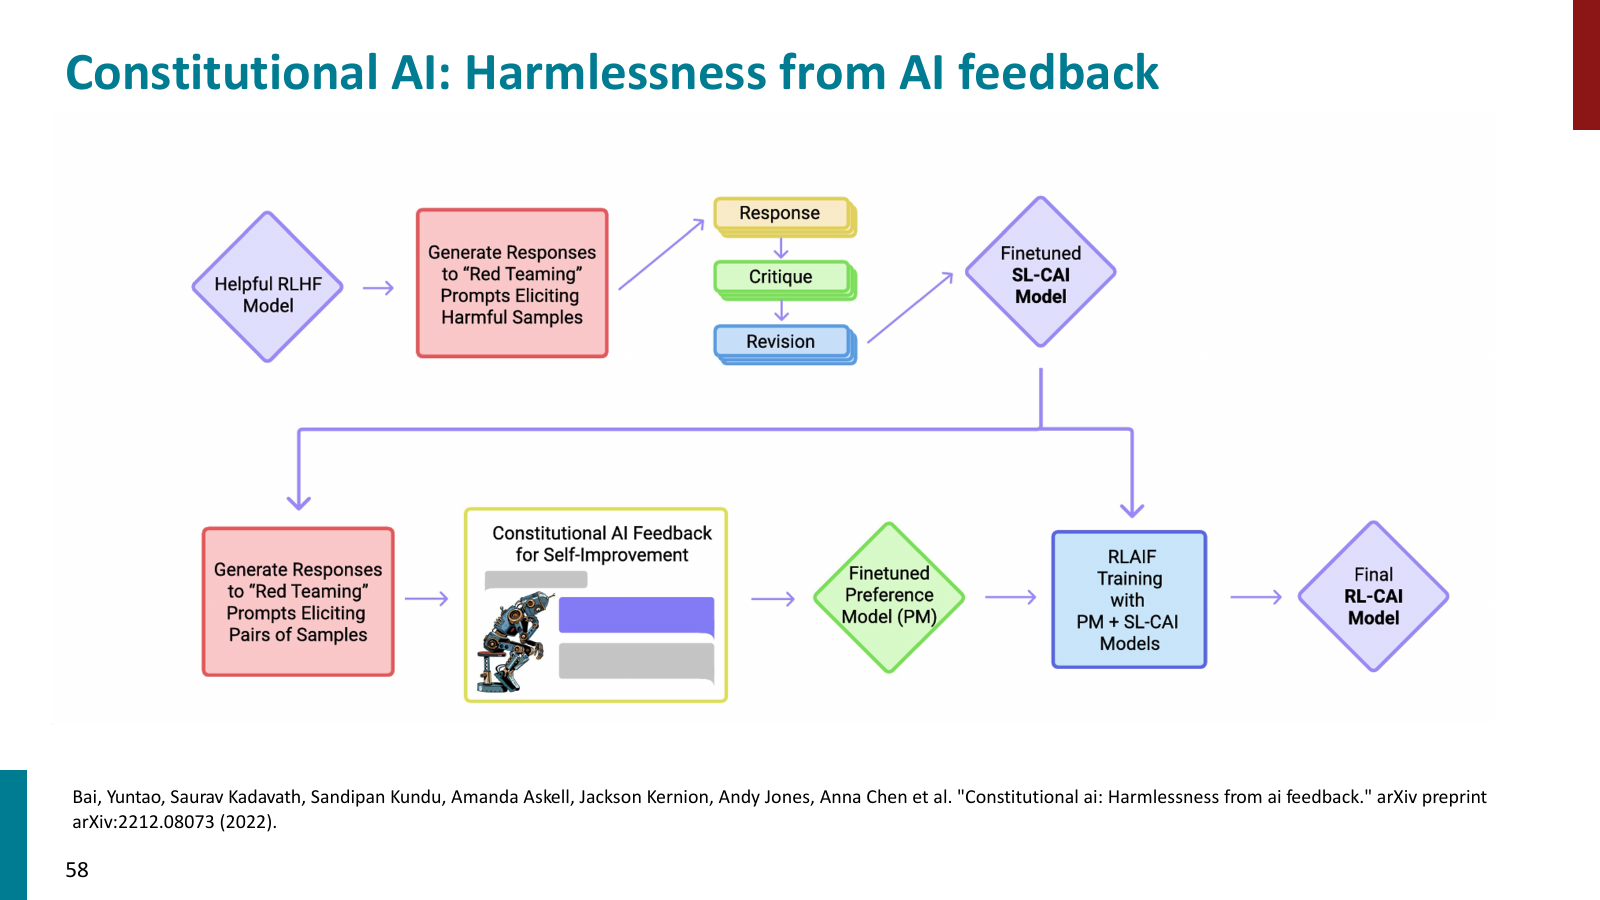 Constitutional AI: Harmlessness from AI feedback
Helpful RLHF
Model
Generate Responses
to “Red Teaming”
Prompts Eliciting
Harmful Samples
Response
Critique
Revision
Finetuned
SL-CAI
Model
Generate Responses
to “Red Teaming”
Prompts Eliciting
Pairs of Samples
Constitutional AI Feedback
for Self-Improvement
Finetuned
Preference
Model (PM)
RLAIF
Training
with
PM + SL-CAI
Models
Final
RL-CAI
Model
Bai, Yuntao, Saurav Kadavath, Sandipan Kundu, Amanda Askell, Jackson Kernion, Andy Jones, Anna Chen et al. "Constitutional ai: Harmlessness from ai feedback." arXiv preprint
arXiv:2212.08073 (2022).
58